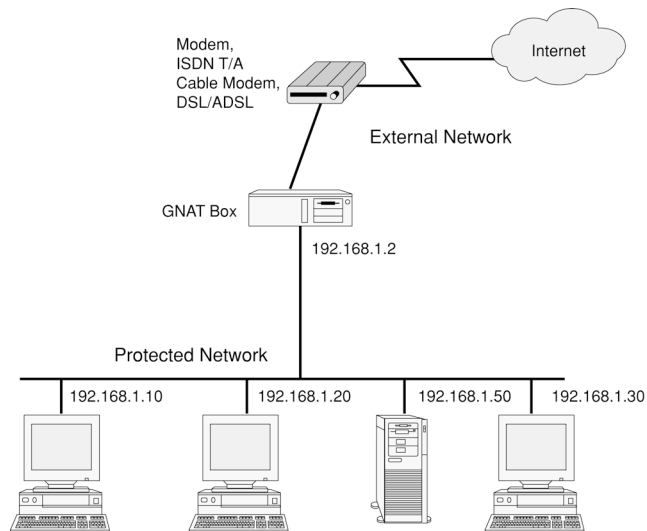 Modem,
ISDN T/A
Cable Modem,
DSL/ADSL
Internet
External Network
GNAT Box
192.168.1.2
Protected Network
192.168.1.10
192.168.1.20
192.168.1.50
192.168.1.30